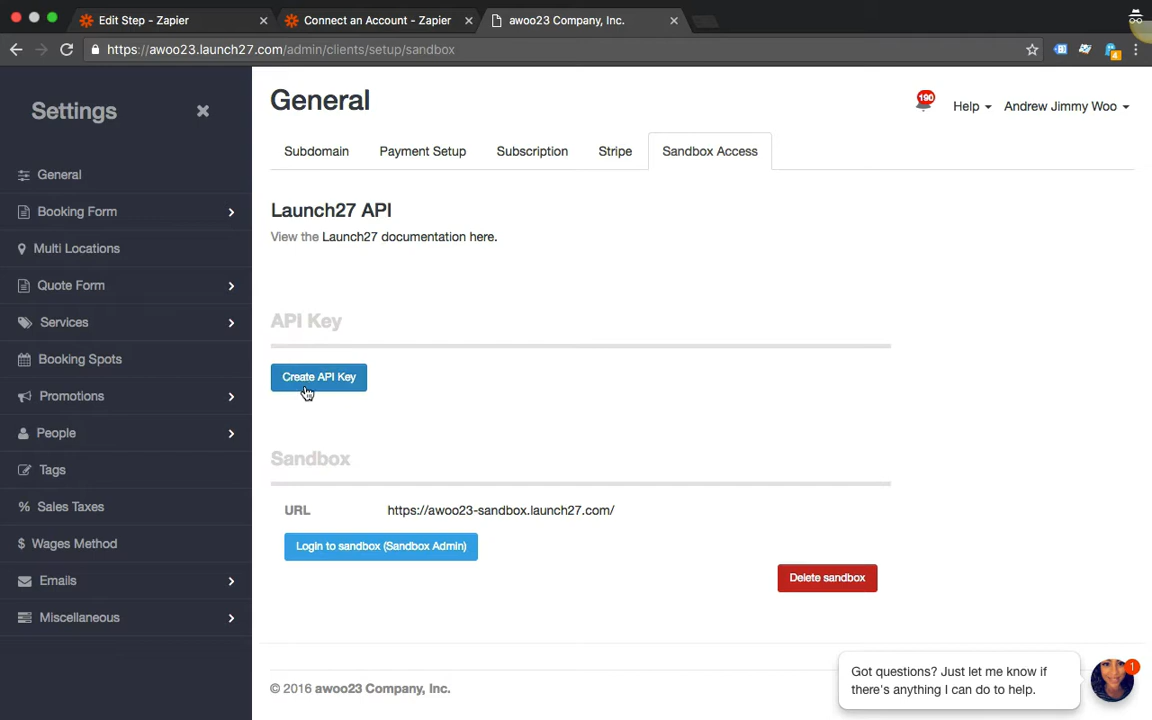 Edit Step - Zapier
Connect an Account - Zapier
awoo23 Company, Inc.
https://awoo23.launch27.com/admin/clients/setup/sandbox
4
Settings
General
Booking Form
Multi Locations
Quote Form
Services
Booking Spots
Promotions
People
Tags
% Sales Taxes
$ Wages Method
Emails
Miscellaneous
General
190
Help
Andrew Jimmy Woo
Subdomain
Payment Setup
Subscription
Stripe
Sandbox Access
Launch27 API
View the Launch27 documentation here.
API Key
Create API Key
Sandbox
URL
https://awoo23-sandbox.launch27.com/
Login to sandbox (Sandbox Admin)
Delete sandbox
© 2016 awoo23 Company, Inc.
Got questions? Just let me know if
there's anything I can do to help.
1